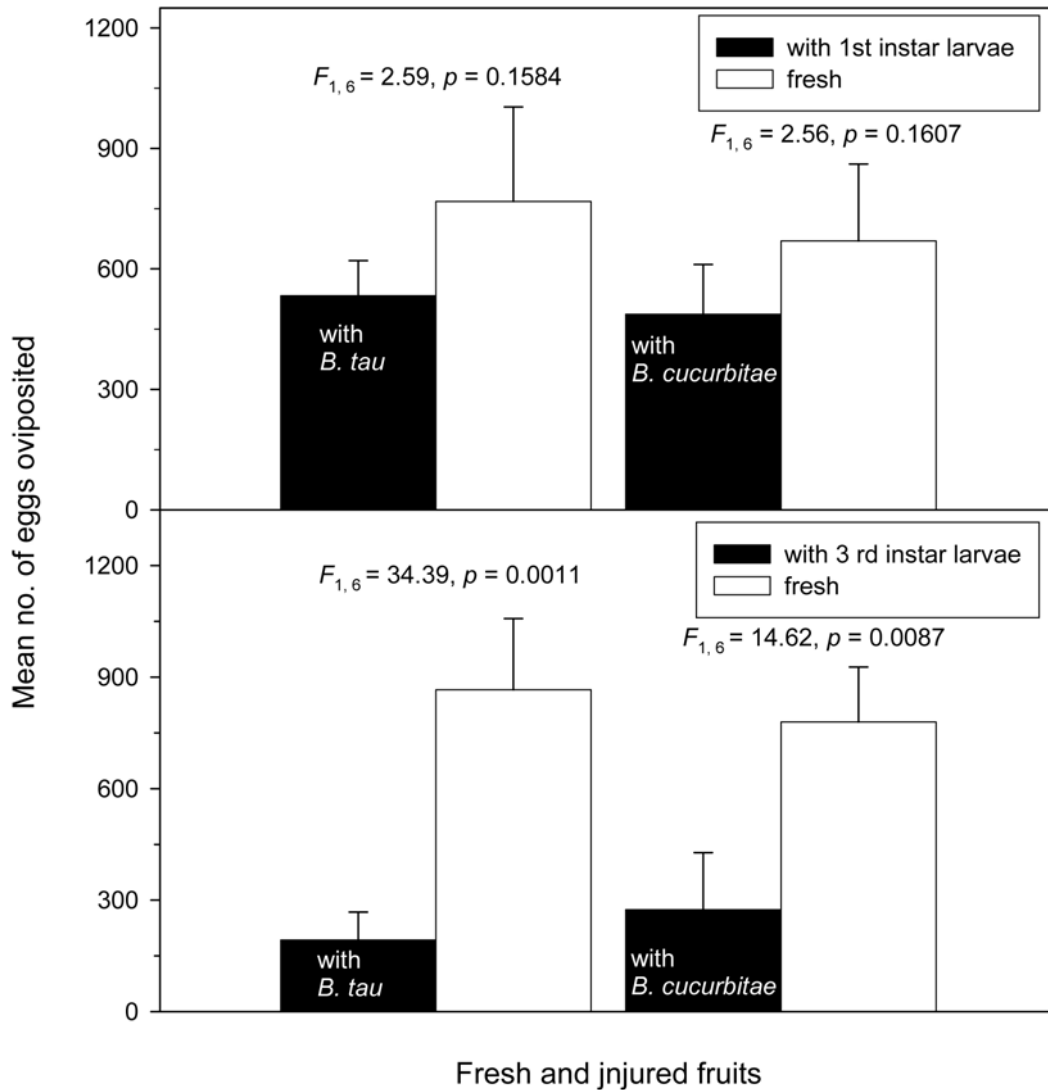 1200
900
600
300
0
with 1st instar larvae
fresh
F1, 6 = 2.59, p = 0.1584
F1, 6 = 2.56, p = 0.1607
with
B. tau
with
B. cucurbitae
Mean no. of eggs oviposited
1200
900
600
300
0
with 3 rd instar larvae
fresh
F1, 6 = 34.39, p = 0.0011
F1, 6 = 14.62, p = 0.0087
with
B. tau
with
B. cucurbitae
Fresh and jnjured fruits